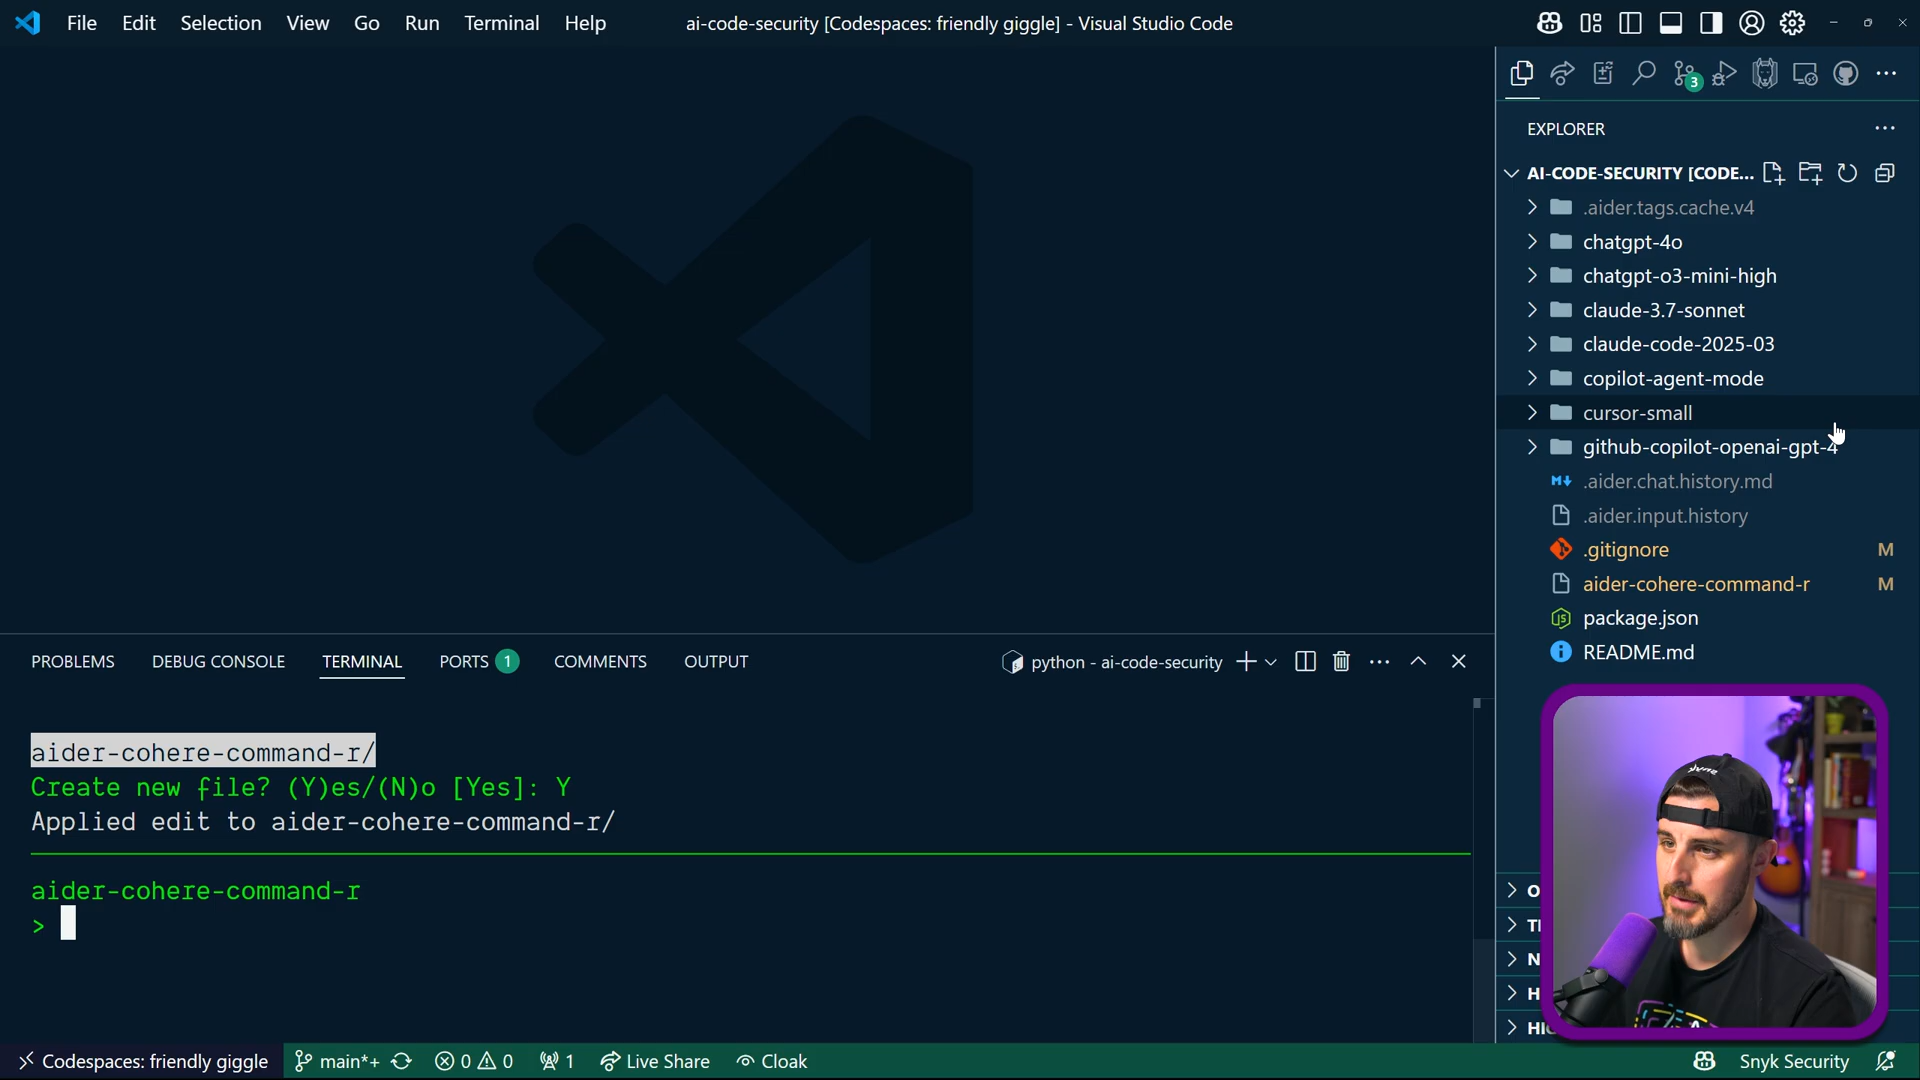 File Edit Selection View Go Run Terminal Help
ai-code-security [Codespaces: friendly giggle] - Visual Studio Code
3
EXPLORER
AI-CODE-SECURITY [CODE...
.aider.tags.cache.v4
chatgpt-4o
chatgpt-o3-mini-high
claude-3.7-sonnet
claude-code-2025-03
copilot-agent-mode
cursor-small
github-copilot-openai-gpt-4
.aider.chat.history.md
.aider.input.history
.gitignore M
aider-cohere-command-r M
package.json
README.md
PROBLEMS DEBUG CONSOLE TERMINAL PORTS 1 COMMENTS OUTPUT
python - ai-code-security
aider-cohere-command-r/
Create new file? (Y)es/(N)o [Yes]: Y
Applied edit to aider-cohere-command-r/
aider-cohere-command-r
>
Codespaces: friendly giggle main*+ 0 0 1 Live Share Cloak
Snyk Security